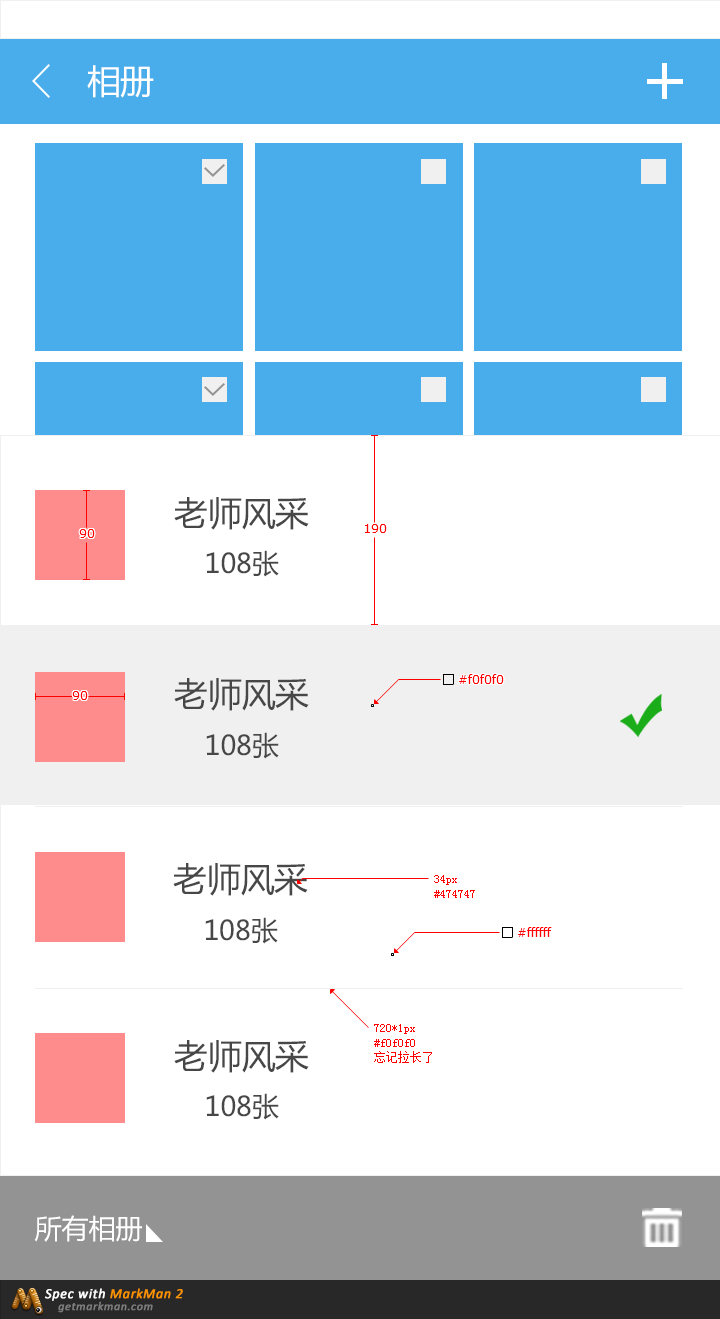 相册
老师风采
90
108张
190
#f0f0f0
老师风采
90
108张
老师风采
34px
#474747
108张
#ffffff
720*1px
#f0f0f0
忘记拉长了
老师风采
108张
所有相册
Spec with MarkMan 2
getmarkman.com